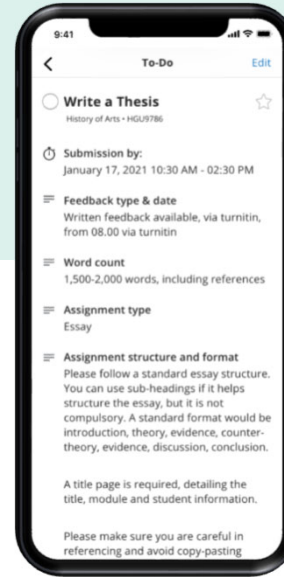 9:41
To-Do
Edit
Write a Thesis
History of Arts • HGU9786
Submission by:
January 17, 2021 10:30 AM - 02:30 PM
Feedback type & date
Written feedback available, via turnitin,
from 08.00 via turnitin
Word count
1,500-2,000 words, including references
Assignment type
Essay
Assignment structure and format
Please follow a standard essay structure.
You can use sub-headings if it helps
structure the essay, but it is not
compulsory. A standard format would be
introduction, theory, evidence, counter-
theory, evidence, discussion, conclusion.
A title page is required, detailing the
title, module and student information.
Please make sure you are careful in
referencing and avoid copy-pasting